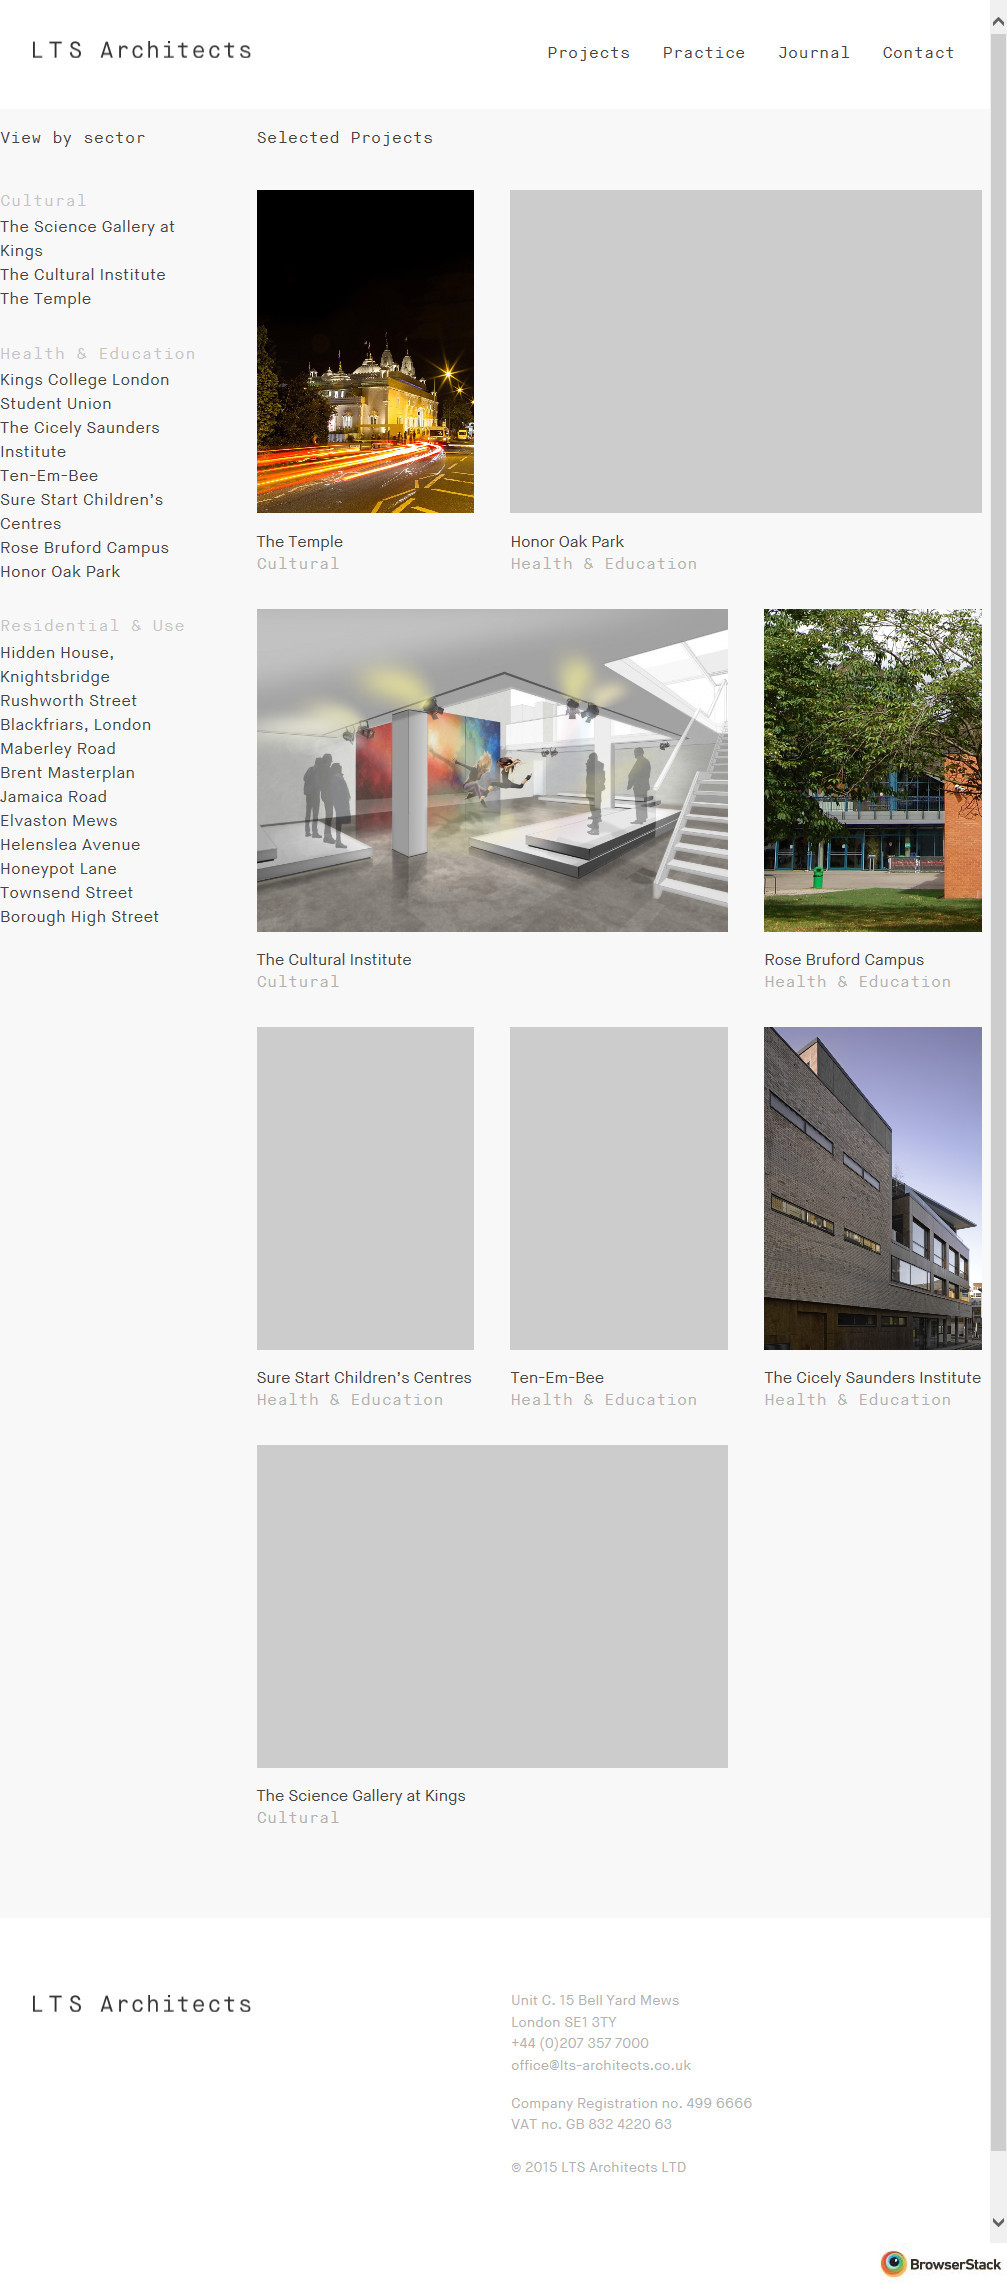 LTS Architects
Projects
Practice
Journal
Contact
View by sector
Cultural
The Science Gallery at
Kings
The Cultural Institute
The Temple
Health & Education
Kings College London
Student Union
The Cicely Saunders
Institute
Ten-Em-Bee
Sure Start Children's
Centres
Rose Bruford Campus
Honor Oak Park
Residential & Use
Hidden House,
Knightsbridge
Rushworth Street
Blackfriars, London
Maberley Road
Brent Masterplan
Jamaica Road
Elvaston Mews
Helenslea Avenue
Honeypot Lane
Townsend Street
Borough High Street
Selected Projects
The Temple
Cultural
Honor Oak Park
Health & Education
The Cultural Institute
Cultural
Rose Bruford Campus
Health & Education
Sure Start Children's Centres
Health & Education
Ten-Em-Bee
Health & Education
The Cicely Saunders Institute
Health & Education
The Science Gallery at Kings
Cultural
LTS Architects
Unit C. 15 Bell Yard Mews
London SE1 3TY
+44 (0)207 357 7000
office@lts-architects.co.uk
Company Registration no. 499 6666
VAT no. GB 832 4220 63
© 2015 LTS Architects LTD
BrowserStack